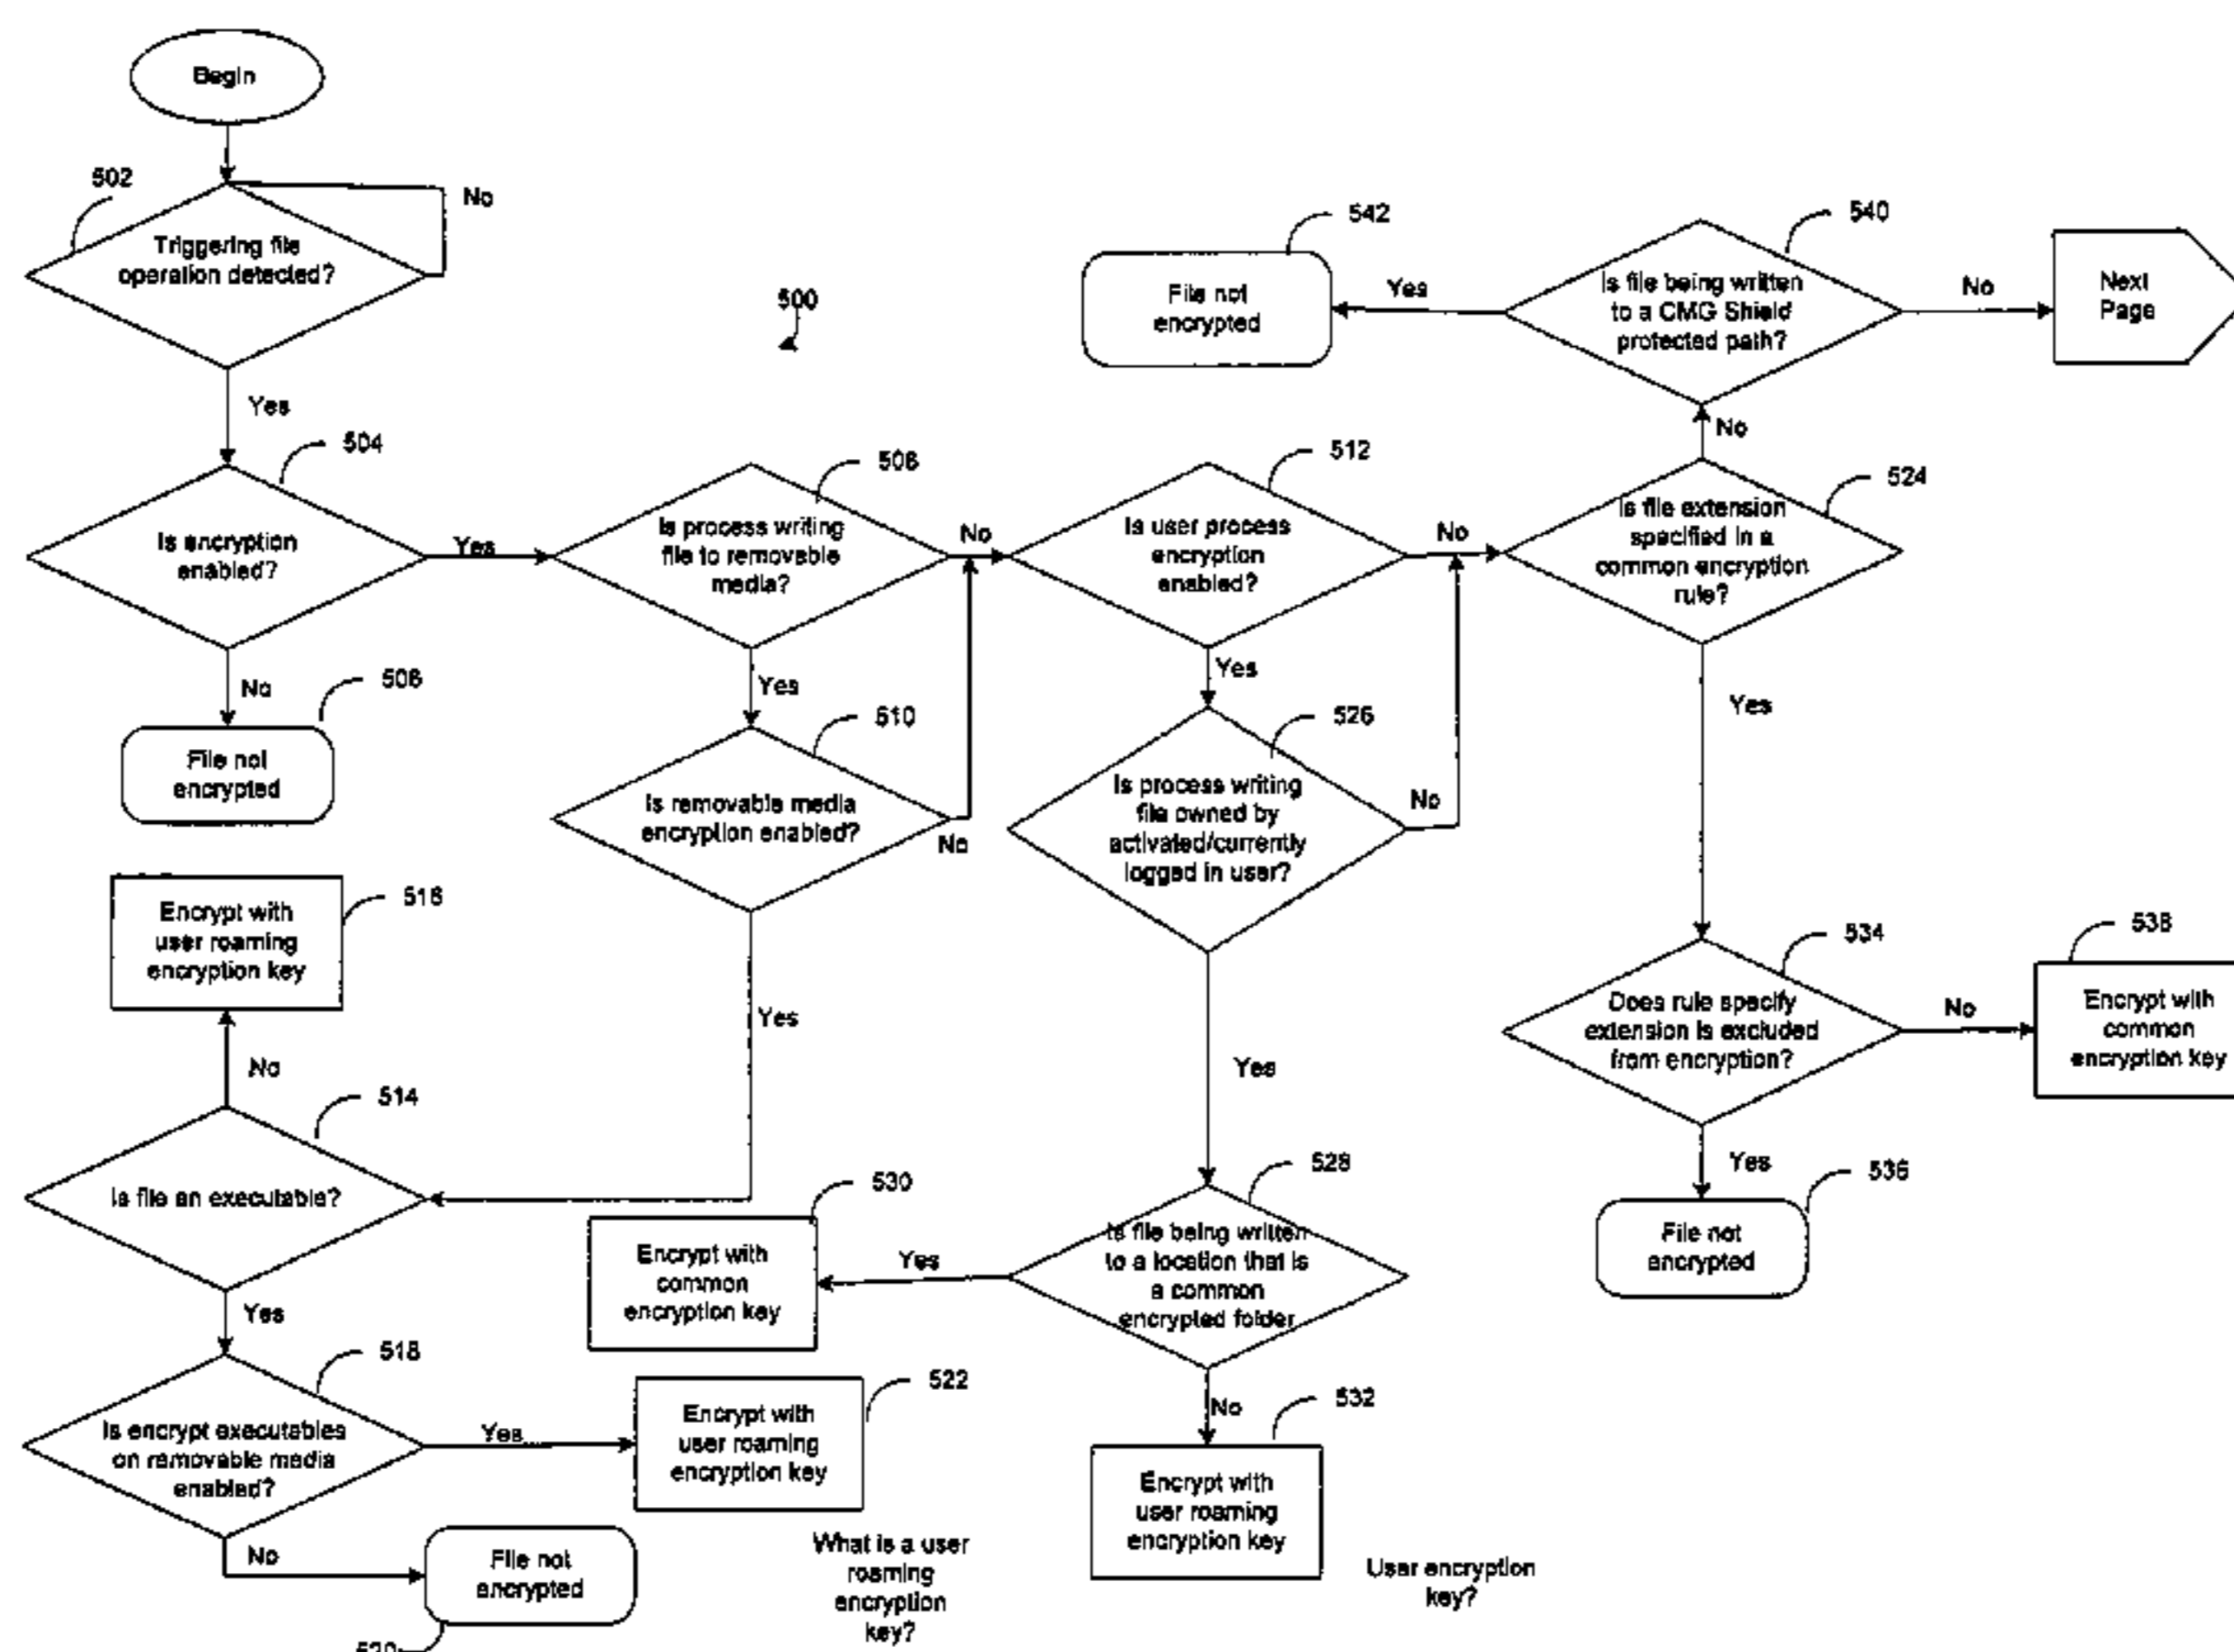 Begin
502
No
Triggering file
operation detected?
Yes
504
Is encryption
enabled?
Yes
No
506
File not
encrypted
500
508
Is process writing
file to removable
media?
No
Yes
510
Is removable media
encryption enabled?
No
Yes
512
Is user process
encryption
enabled?
No
Yes
526
Is process writing
file owned by
activated/currently
logged in user?
No
Yes
542
File not
encrypted
Yes
540
Is file being written
to a CMG Shield
protected path?
No
Next
Page
No
524
Is file extension
specified in a
common encryption
rule?
Yes
534
Does rule specify
extension is excluded
from encryption?
No
538
Encrypt with
common
encryption key
Yes
536
File not
encrypted
516
Encrypt with
user roaming
encryption key
No
514
Is file an executable?
Yes
518
Is encrypt executables
on removable media
enabled?
Yes
522
Encrypt with
user roaming
encryption key
No
File not
encrypted
520
530
Encrypt with
common
encryption key
Yes
528
Is file being written
to a location that is
a common
encrypted folder
No
532
Encrypt with
user roaming
encryption key
What is a user
roaming
encryption
key?
User encryption
key?